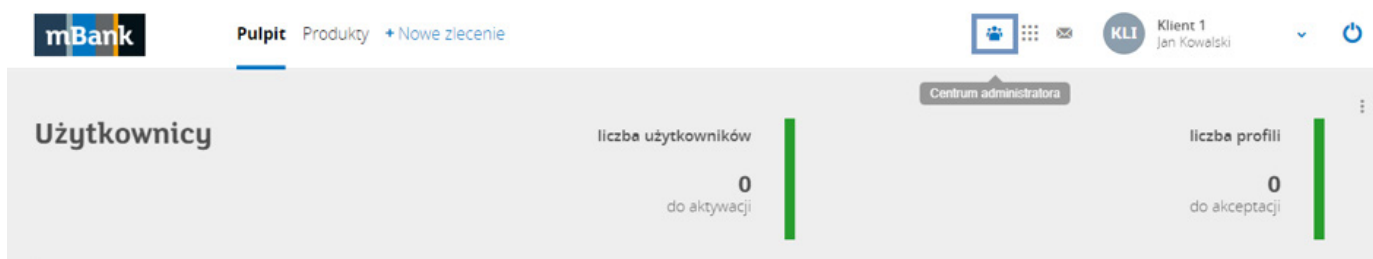 mBank
Pulpit Produkty + Nowe zlecenie
KLI
Klient 1
Jan Kowalski
Centrum administratora
Użytkownicy
liczba użytkowników
0
do aktywacji
liczba profili
0
do akceptacji